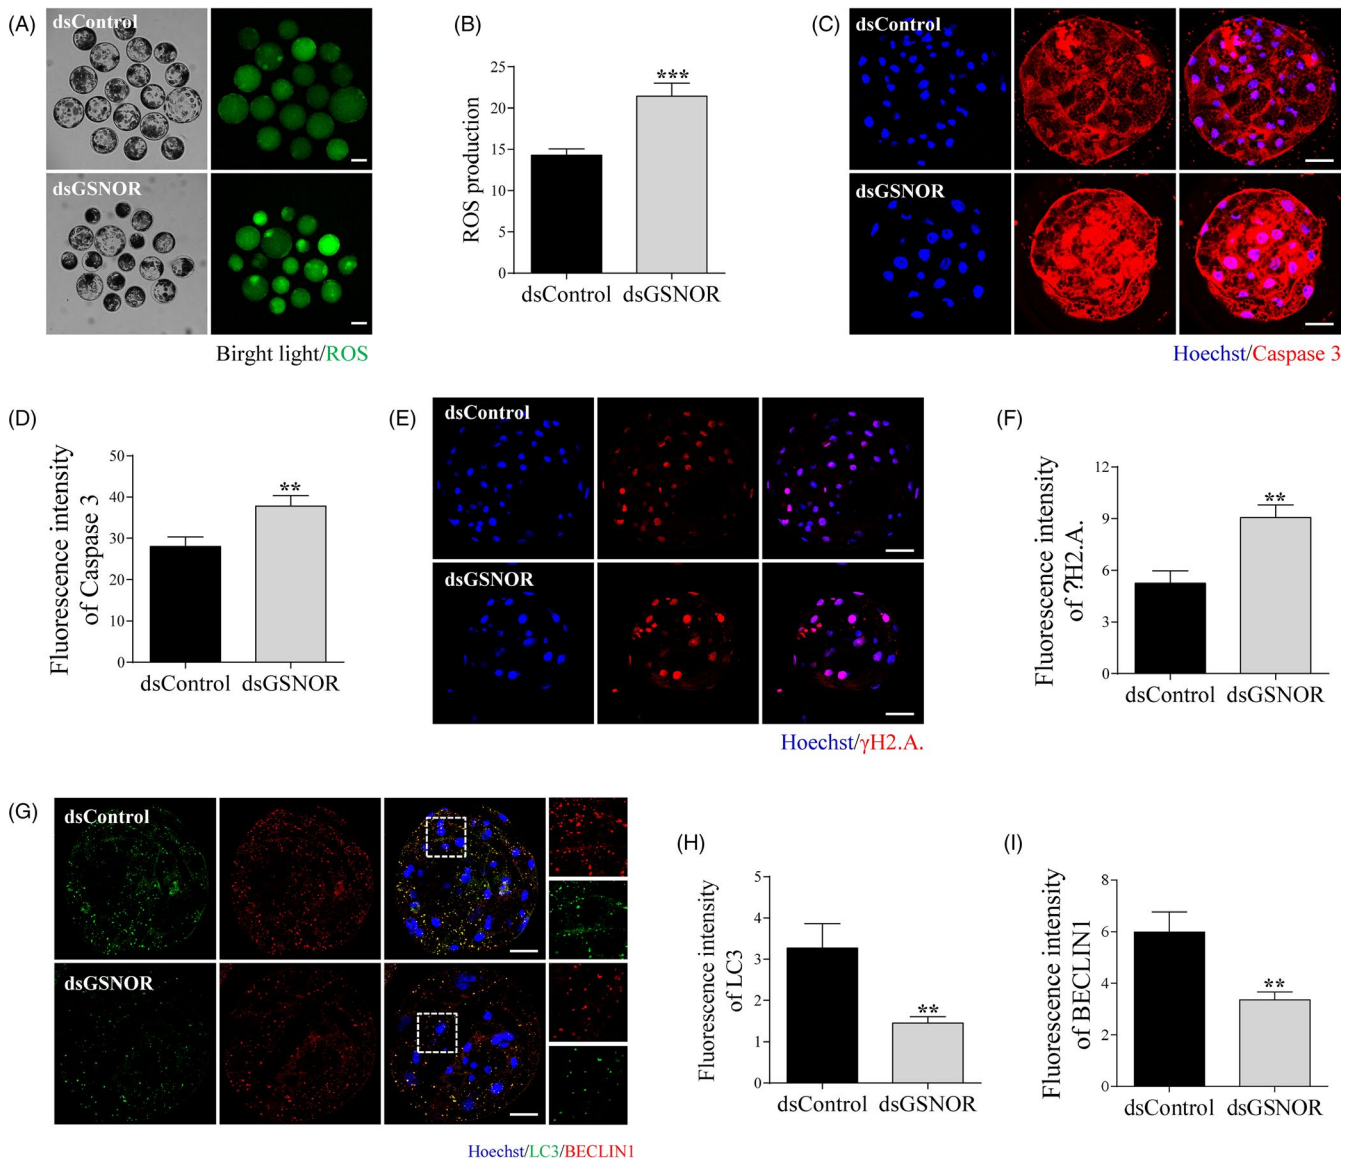 (A)
dsControl
dsGSNOR
Birght light/ROS
(B)
ROS production
25
20
15
10
5
0
***
dsControl dsGSNOR
(C)
dsControl
dsGSNOR
Hoechst/Caspase 3
(D)
Fluorescence intensity
of Caspase 3
50
40
30
20
10
0
**
dsControl dsGSNOR
(E)
dsControl
dsGSNOR
Hoechst/γH2.A.
(F)
Fluorescence intensity
of ?H2.A.
12
9
6
3
0
**
dsControl dsGSNOR
(G)
dsControl
dsGSNOR
Hoechst/LC3/BECLIN1
(H)
Fluorescence intensity
of LC3
5
4
3
2
1
0
**
dsControl dsGSNOR
(I)
Fluorescence intensity
of BECLIN1
8
6
4
2
0
**
dsControl dsGSNOR